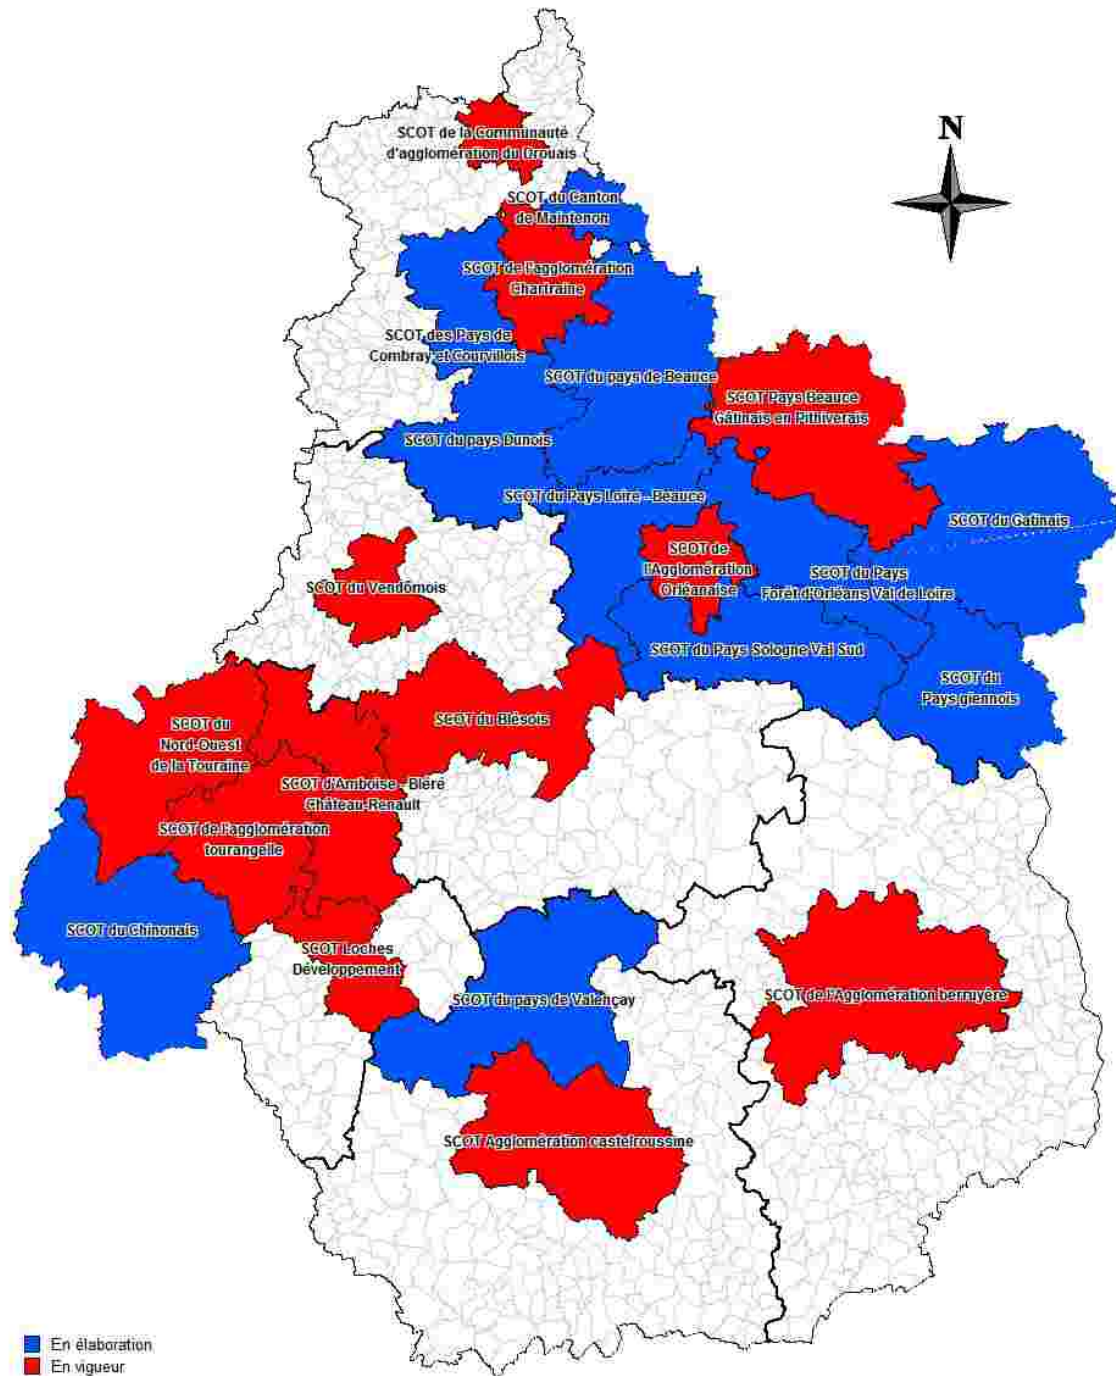 N
SCOT de la Communauté
d'agglomération du Drouais
SCOT du Canton
de Maintenon
SCOT de l'agglomération
Chartraine
SCOT des Pays de
Combray et Courvillois
SCOT du pays de Beauce
SCOT Pays Beauce
Gâtinais en Pithiverais
SCOT du pays Dunois
SCOT du Pays Loire - Beauce
SCOT du Gatinais
SCOT de
l'Agglomération
Orléanaise
SCOT du Pays
Forêt d'Orléans Val de Loire
SCOT du Vendômois
SCOT du Pays Sologne Val Sud
SCOT du
Pays giennois
SCOT du
Nord-Ouest
de la Touraine
SCOT du Blésois
SCOT d'Amboise - Bléré
Château-Renault
SCOT de l'agglomération
tourangelle
SCOT du Chinonais
SCOT Loches
Développement
SCOT du pays de Valençay
SCOT de l'Agglomération berruyère
SCOT Agglomération castelroussine
En élaboration
En vigueur